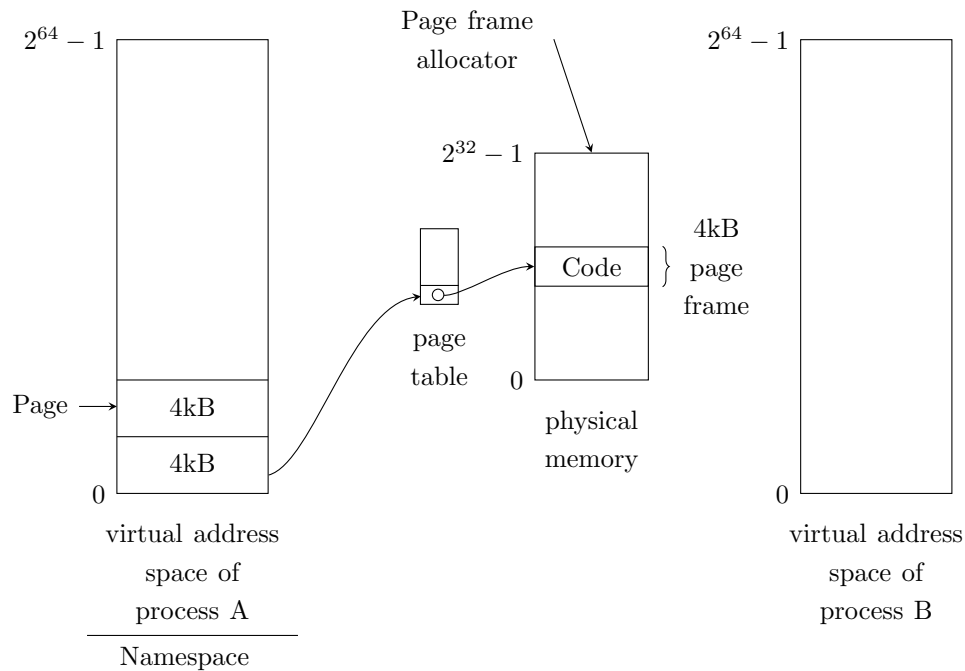 2^64 − 1
Page
4kB
4kB
0
virtual address
space of
process A
Namespace
page
table
Page frame
allocator
2^32 − 1
Code
0
physical
memory
4kB
page
frame
2^64 − 1
0
virtual address
space of
process B